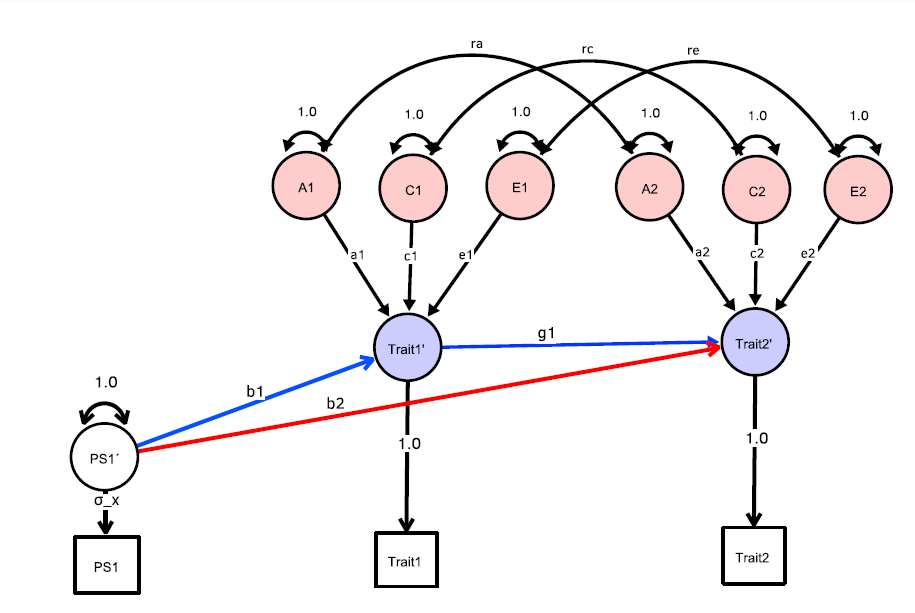 ra
rc
re
1.0
1.0
1.0
1.0
1.0
1.0
A1
C1
E1
A2
C2
E2
a1
c1
e1
a2
c2
e2
Trait1'
g1
Trait2'
b1
b2
1.0
PS1´
1.0
1.0
σ_x
PS1
Trait1
Trait2